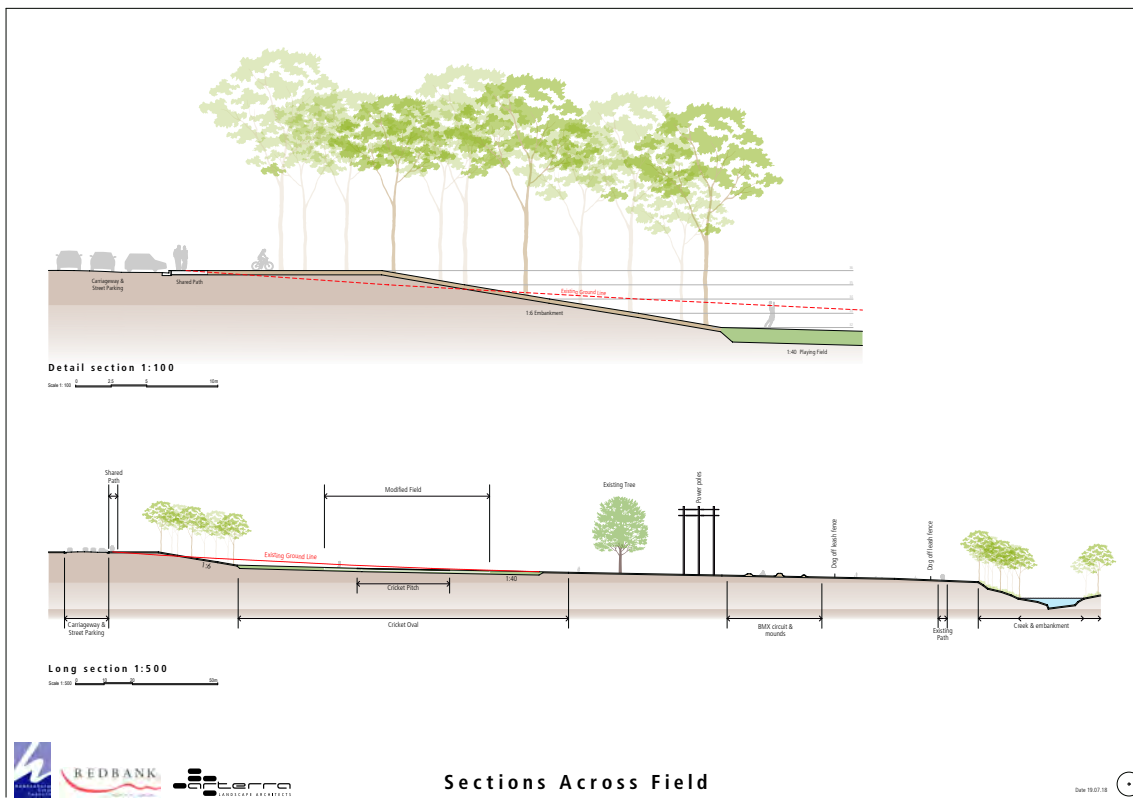 Existing Ground Line
Carriageway &
Street Parking
Shared Path
1:6 Embankment
1:40 Playing Field
Detail section 1:100
Scale 1: 100 0 2.5 5 10m
Shared
Path
Modified Field
Existing Tree
Power poles
Dog off leash fence
Dog off leash fence
Existing Ground Line
1:6
1:40
Cricket Pitch
Carriageway &
Street Parking
Cricket Oval
BMX circuit &
mounds
Existing
Path
Creek & embankment
Long section 1:500
Scale 1: 500 0 10 20 50m
h
REDBANK
arterra
LANDSCAPE ARCHITECTS
Sections Across Field
Date 19.07.18